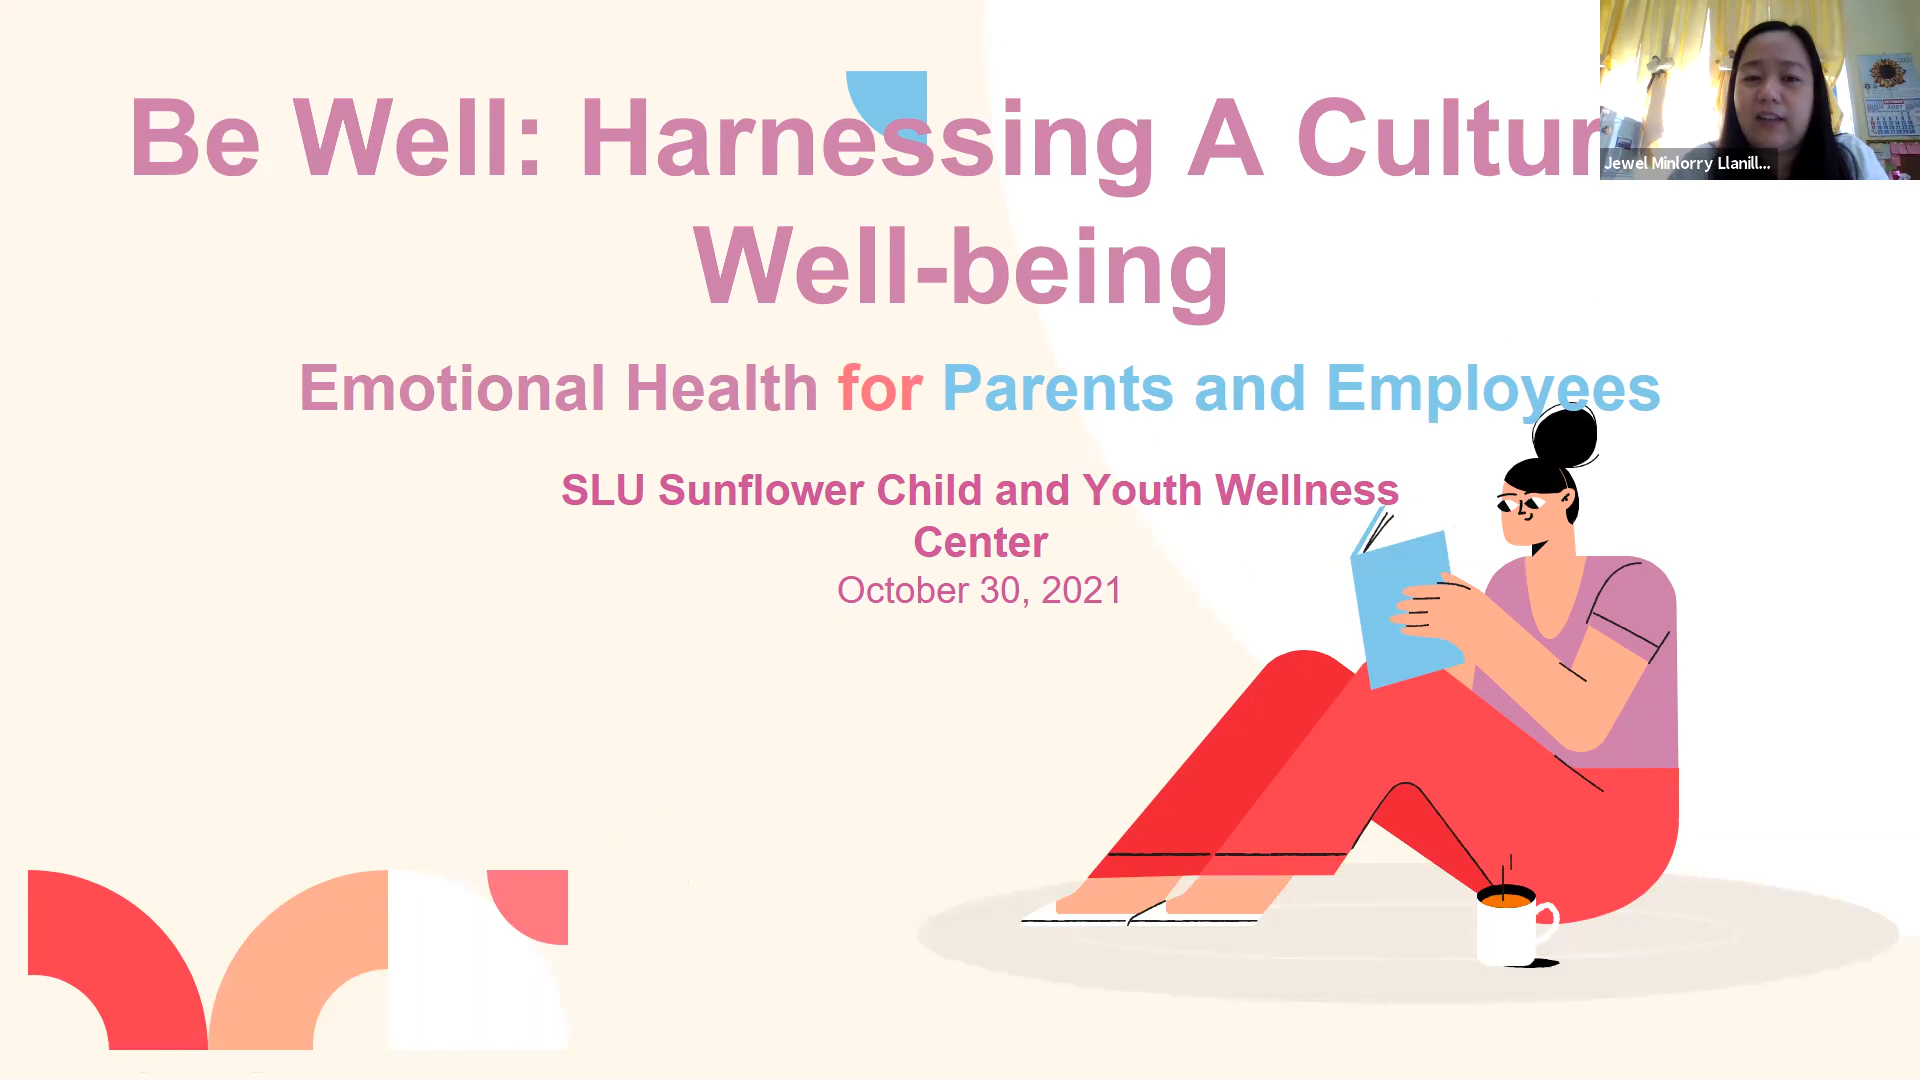 Be Well: Harnessing A Cultur
Well-being
Emotional Health for Parents and Employees
SLU Sunflower Child and Youth Wellness
Center
October 30, 2021
Jewel Minlorry Llanill...